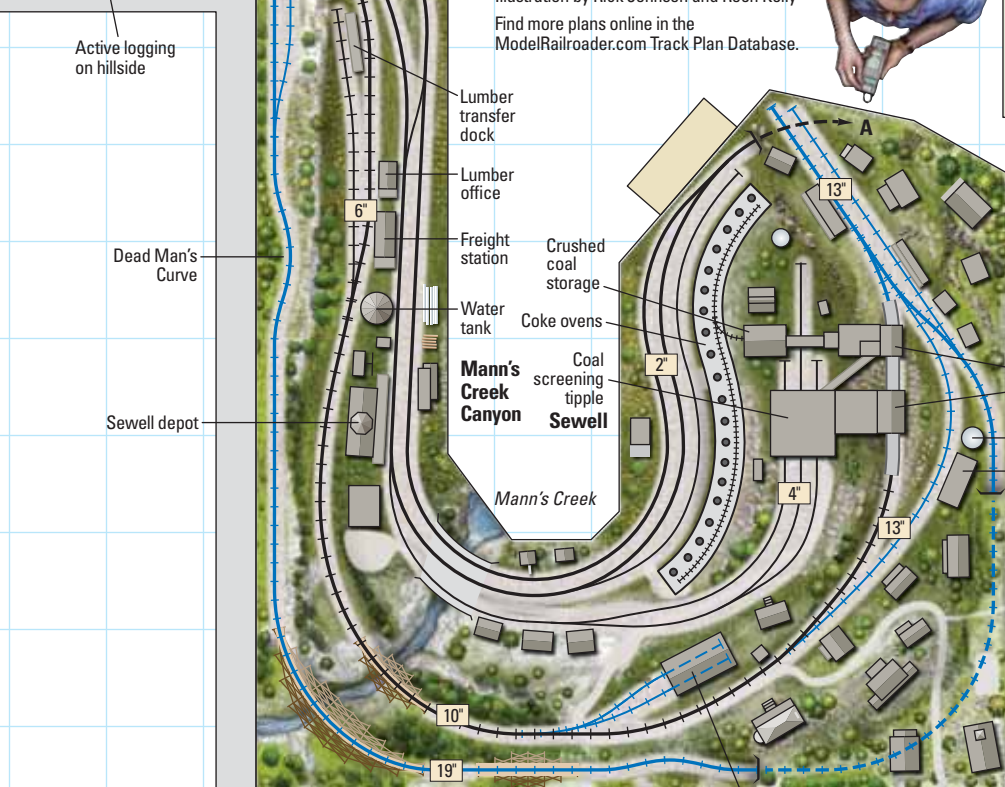 Find more plans online in the
ModelRailroader.com Track Plan Database.
Active logging
on hillside
Lumber
transfer
dock
A
Lumber
office
13"
6"
Freight
station
Dead Man's
Curve
Crushed
coal
storage
Water
tank
Coke ovens
Mann's
Creek
Canyon
2"
Coal
screening
tipple
Sewell
Sewell depot
Mann's Creek
4"
13"
10"
19"